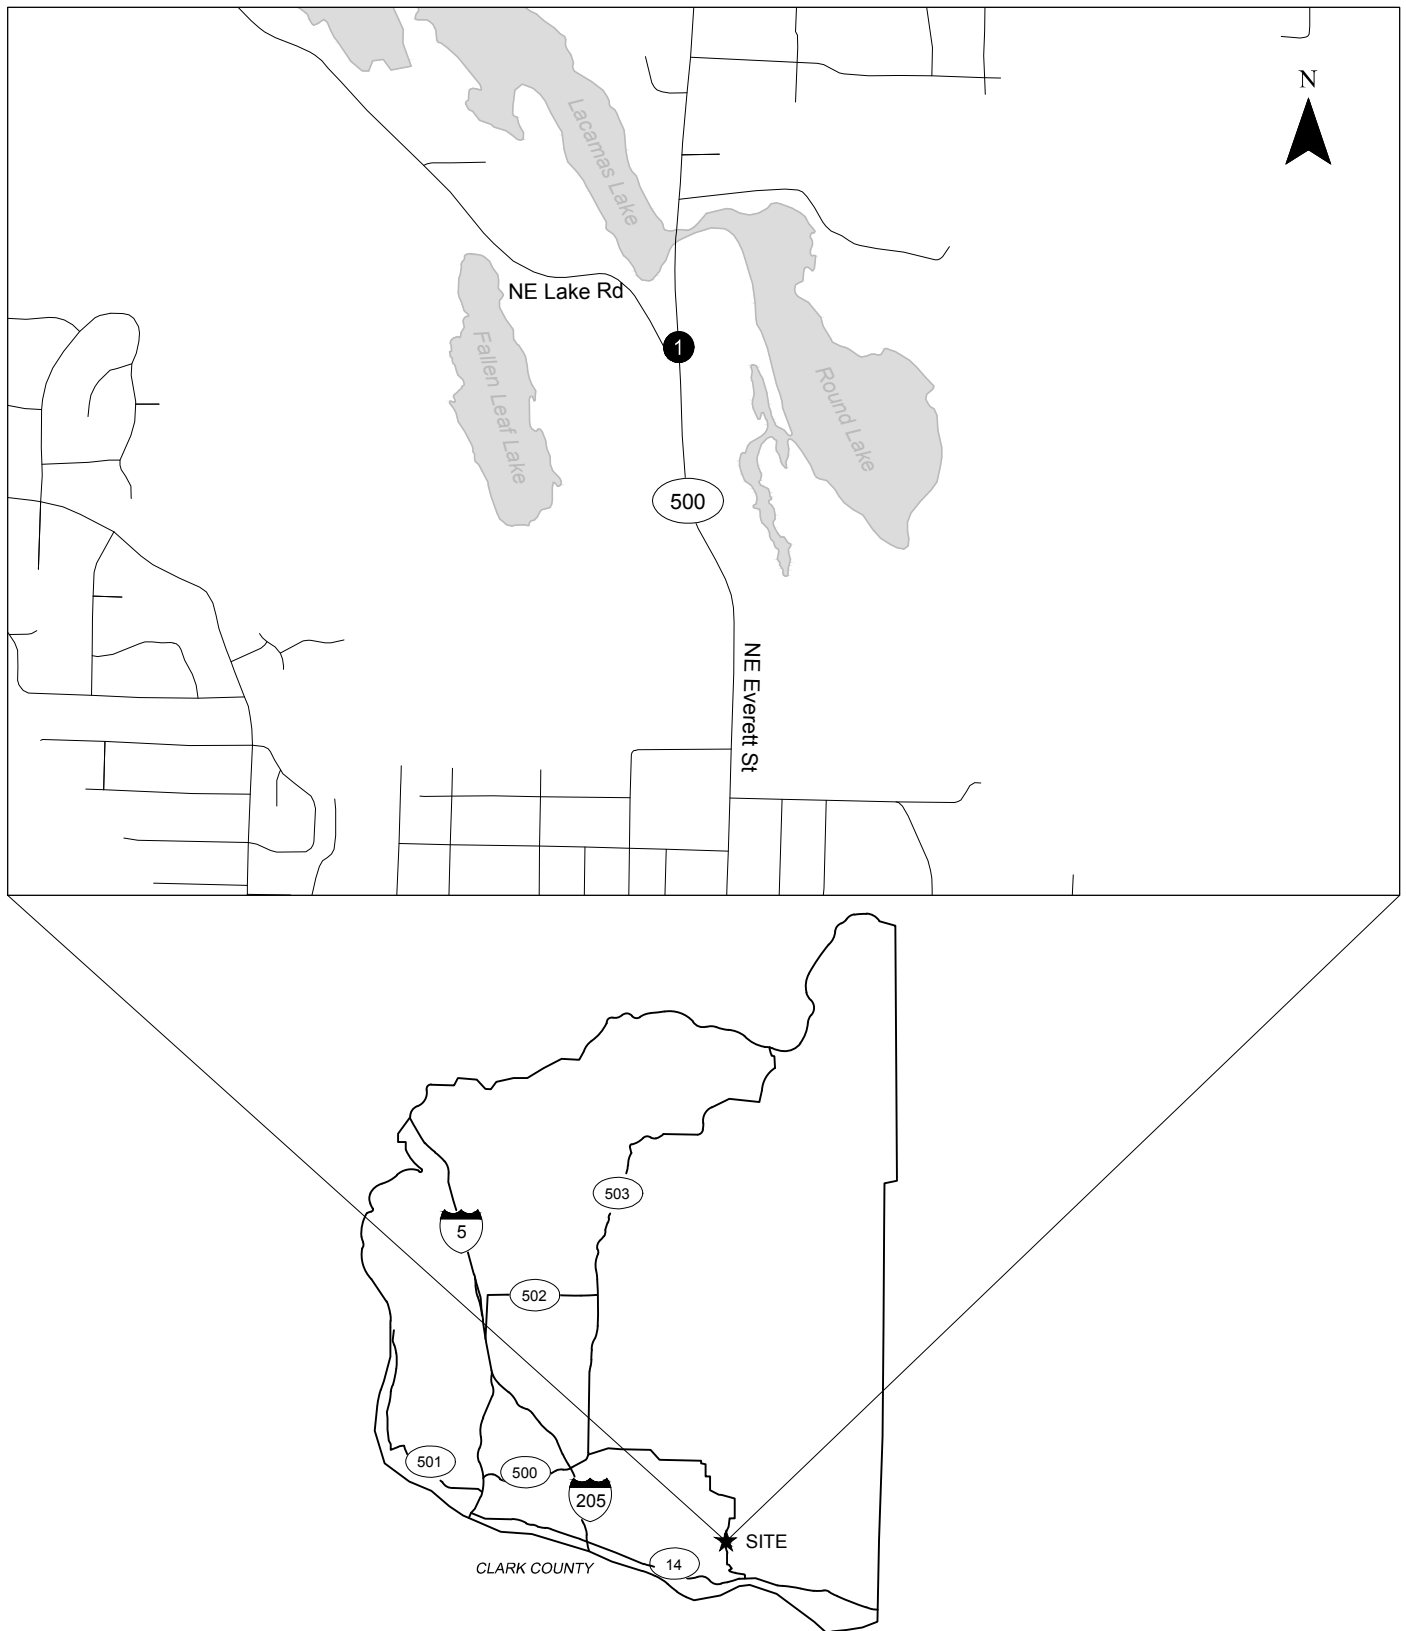 N
Lacamas Lake
NE Lake Rd
1
Fallen Leaf Lake
Round Lake
500
NE Everett St
503
5
502
501
500
205
SITE
14
CLARK COUNTY